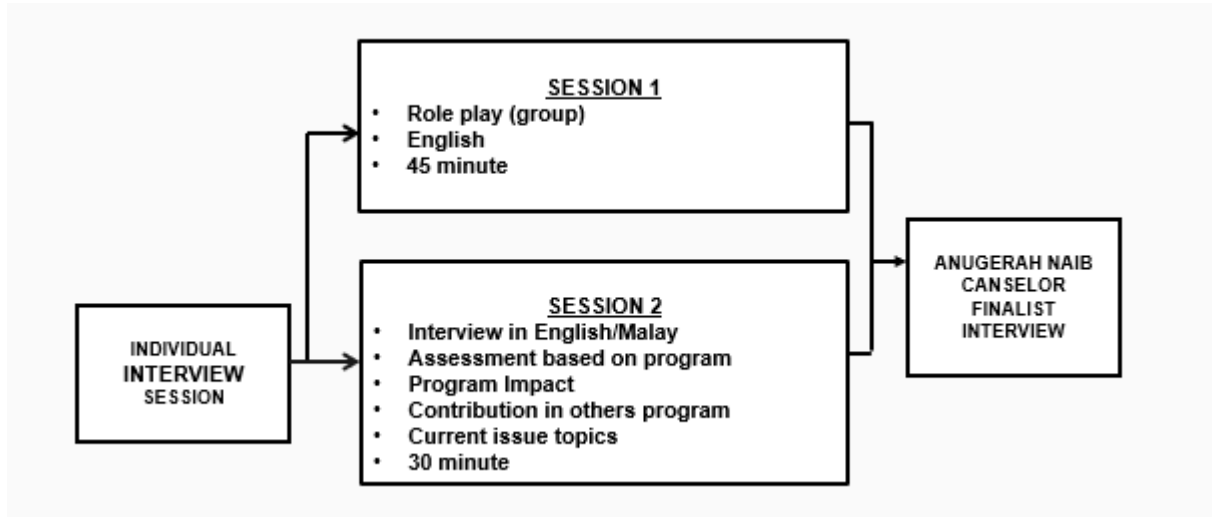 INDIVIDUAL
INTERVIEW
SESSION
SESSION 1
• Role play (group)
• English
• 45 minute
SESSION 2
• Interview in English/Malay
• Assessment based on program
• Program Impact
• Contribution in others program
• Current issue topics
• 30 minute
ANUGERAH NAIB
CANSELOR
FINALIST
INTERVIEW